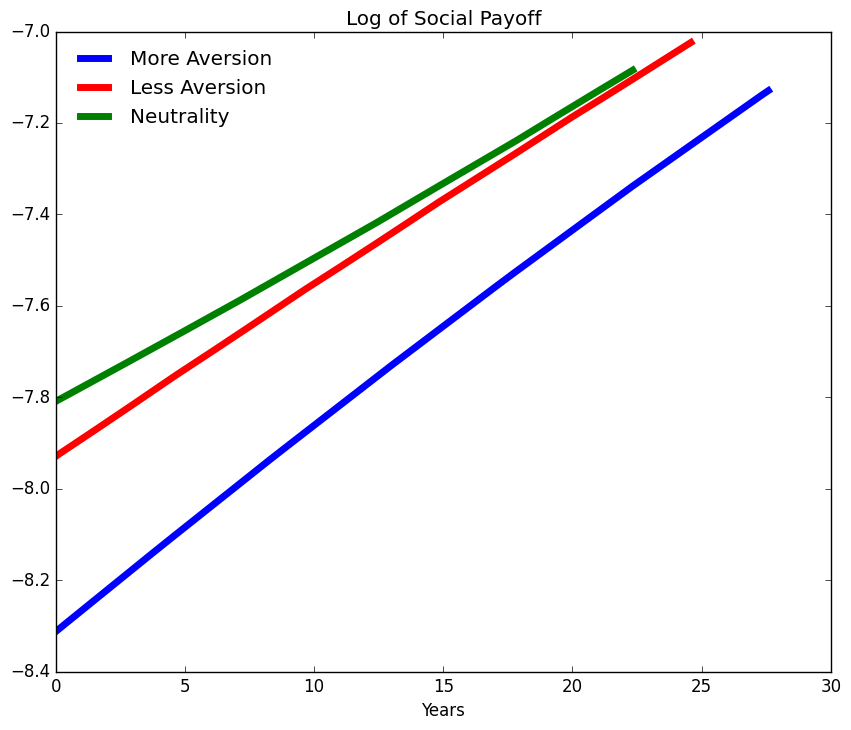 Log of Social Payoff
−7.0
−7.2
−7.4
−7.6
−7.8
−8.0
−8.2
−8.4
More Aversion
Less Aversion
Neutrality
0 5 10 15 20 25 30
Years